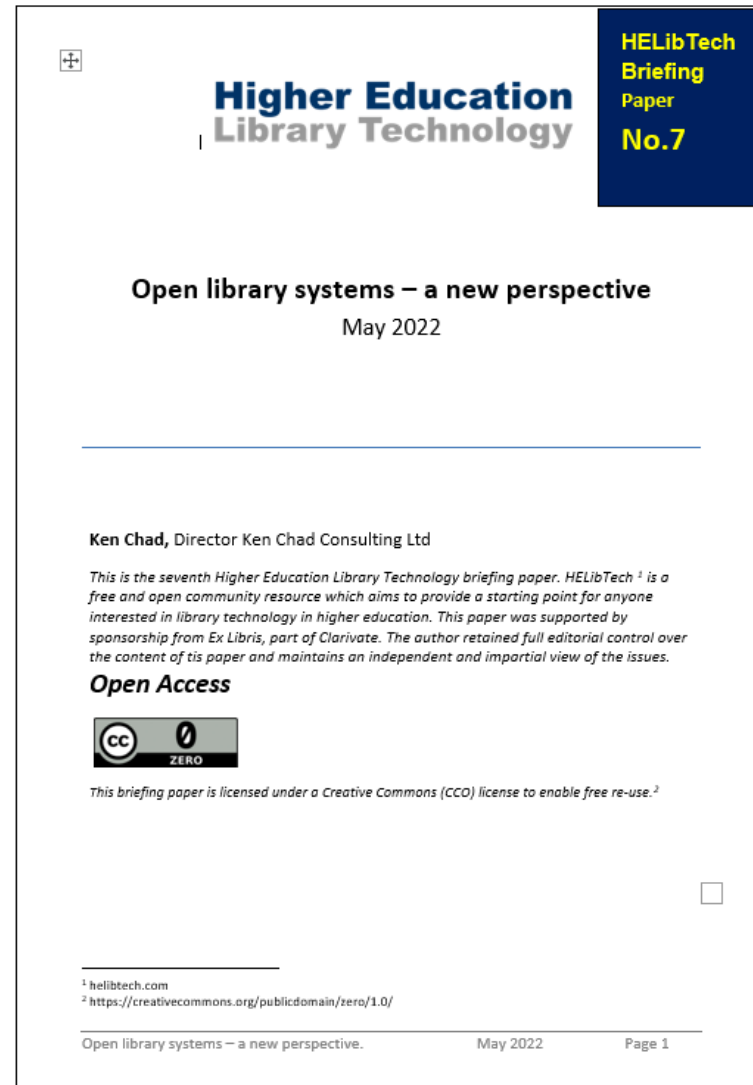 HELibTech
Briefing
Paper
No.7
Higher Education
Library Technology
Open library systems – a new perspective
May 2022
Ken Chad, Director Ken Chad Consulting Ltd
This is the seventh Higher Education Library Technology briefing paper. HELibTech ¹ is a
free and open community resource which aims to provide a starting point for anyone
interested in library technology in higher education. This paper was supported by
sponsorship from Ex Libris, part of Clarivate. The author retained full editorial control over
the content of tis paper and maintains an independent and impartial view of the issues.
Open Access
cc 0
ZERO
This briefing paper is licensed under a Creative Commons (CCO) license to enable free re-use.²
¹ helibtech.com
² https://creativecommons.org/publicdomain/zero/1.0/
Open library systems – a new perspective. May 2022 Page 1